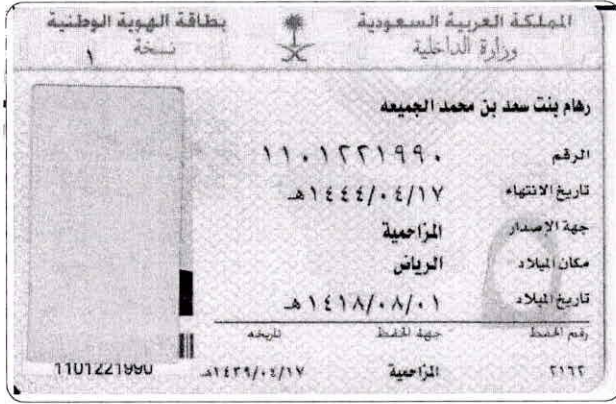 المملكة العربية السعودية
وزارة الداخلية
بطاقة الهوية الوطنية
نسخة ١
رهام بنت سعد بن محمد الجميعه
الرقم ١١٠١٢٢١٩٩٠
تاريخ الانتهاء ١٤٤٤/٠٤/١٧هـ
جهة الإصدار المزاحمية
مكان الميلاد الرياض
تاريخ الميلاد ١٤١٨/٠٨/٠١هـ
رقم الحفظ جهة الحفظ تاريخه
٢١٦٢ المزاحمية ١٤٣٩/٠٤/١٧هـ
1101221990